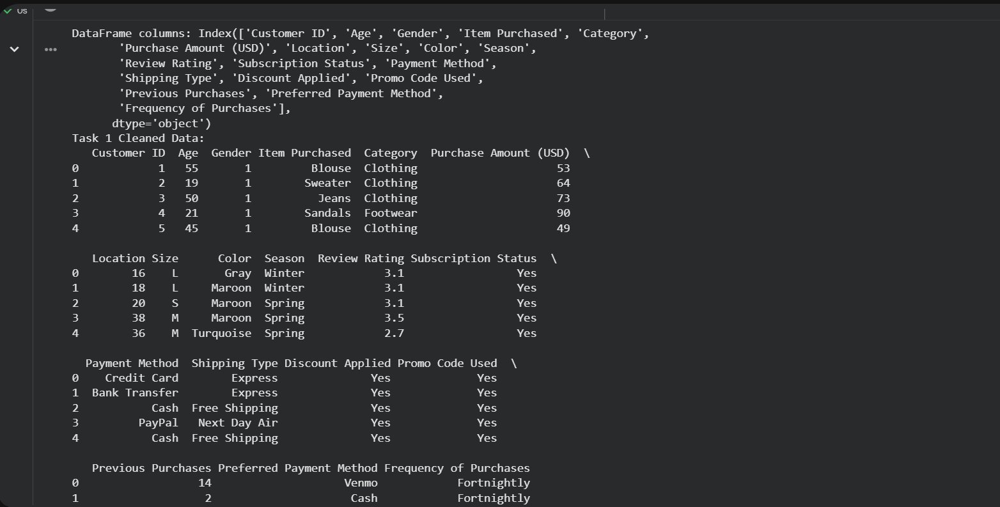 0s
DataFrame columns: Index(['Customer ID', 'Age', 'Gender', 'Item Purchased', 'Category',
       'Purchase Amount (USD)', 'Location', 'Size', 'Color', 'Season',
       'Review Rating', 'Subscription Status', 'Payment Method',
       'Shipping Type', 'Discount Applied', 'Promo Code Used',
       'Previous Purchases', 'Preferred Payment Method',
       'Frequency of Purchases'],
      dtype='object')
Task 1 Cleaned Data:
   Customer ID  Age  Gender Item Purchased  Category  Purchase Amount (USD)  \
0            1   55       1         Blouse  Clothing                     53
1            2   19       1        Sweater  Clothing                     64
2            3   50       1          Jeans  Clothing                     73
3            4   21       1        Sandals  Footwear                     90
4            5   45       1         Blouse  Clothing                     49
   Location Size      Color  Season  Review Rating Subscription Status  \
0        16    L       Gray  Winter            3.1                 Yes
1        18    L     Maroon  Winter            3.1                 Yes
2        20    S     Maroon  Spring            3.1                 Yes
3        38    M     Maroon  Spring            3.5                 Yes
4        36    M  Turquoise  Spring            2.7                 Yes
  Payment Method  Shipping Type Discount Applied Promo Code Used  \
0    Credit Card        Express              Yes             Yes
1  Bank Transfer        Express              Yes             Yes
2           Cash  Free Shipping              Yes             Yes
3         PayPal   Next Day Air              Yes             Yes
4           Cash  Free Shipping              Yes             Yes
   Previous Purchases Preferred Payment Method Frequency of Purchases
0                  14                    Venmo            Fortnightly
1                   2                     Cash            Fortnightly